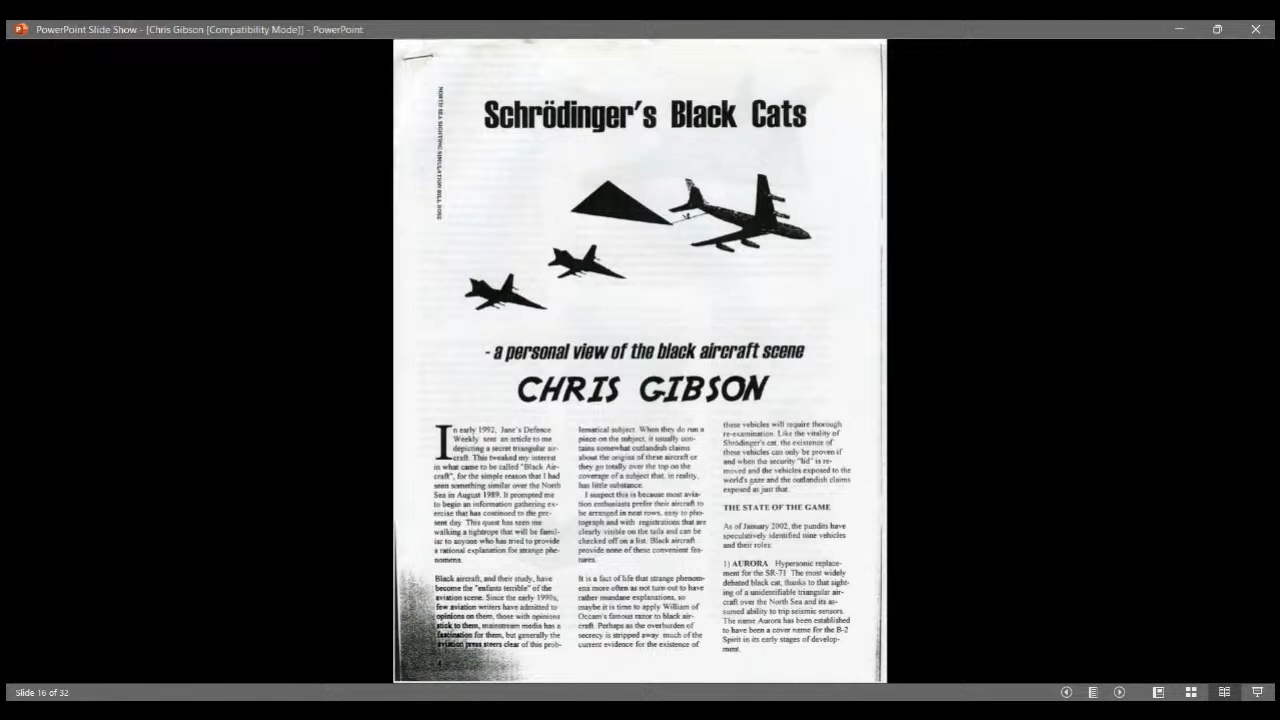 PowerPoint Slide Show - [Chris Gibson [Compatibility Mode]] - PowerPoint
NORTH SEA SIGHTING SIMULATION BILL ROSE
Schrödinger's Black Cats
- a personal view of the black aircraft scene
CHRIS GIBSON
In early 1992, Jane's Defence
Weekly sent an article to me
depicting a secret triangular air-
craft. This tweaked my interest
in what came to be called "Black Air-
craft", for the simple reason that I had
seen something similar over the North
Sea in August 1989. It prompted me
to begin an information gathering ex-
ercise that has continued to the pre-
sent day. This quest has seen me
walking a tightrope that will be famil-
iar to anyone who has tried to provide
a rational explanation for strange phe-
nomena.
Black aircraft, and their study, have
become the "enfants terrible" of the
aviation scene. Since the early 1990s,
few aviation writers have admitted to
opinions on them, those with opinions
stick to them, mainstream media has a
fascination for them, but generally the
aviation press steers clear of this prob-
lematical subject. When they do run a
piece on the subject, it usually con-
tains somewhat outlandish claims
about the origins of these aircraft or
they go totally over the top on the
coverage of a subject that, in reality,
has little substance.
I suspect this is because most avia-
tion enthusiasts prefer their aircraft to
be arranged in neat rows, easy to pho-
tograph and with registrations that are
clearly visible on the tails and can be
checked off on a list. Black aircraft
provide none of these convenient fea-
tures.
It is a fact of life that strange phenom-
ena more often as not turn out to have
rather mundane explanations, so
maybe it is time to apply William of
Occam's famous razor to black air-
craft. Perhaps as the overburden of
secrecy is stripped away much of the
current evidence for the existence of
these vehicles will require thorough
re-examination. Like the vitality of
Shrödinger's cat, the existence of
these vehicles can only be proven if
and when the security "lid" is re-
moved and the vehicles exposed to the
world's gaze and the outlandish claims
exposed as just that.
THE STATE OF THE GAME
As of January 2002, the pundits have
speculatively identified nine vehicles
and their roles:
1) AURORA Hypersonic replace-
ment for the SR-71 The most widely
debated black cat, thanks to that sight-
ing of a unidentifiable triangular air-
craft over the North Sea and its as-
sumed ability to trip seismic sensors.
The name Aurora has been established
to have been a cover name for the B-2
Spirit in its early stages of develop-
ment.
4
Slide 16 of 32